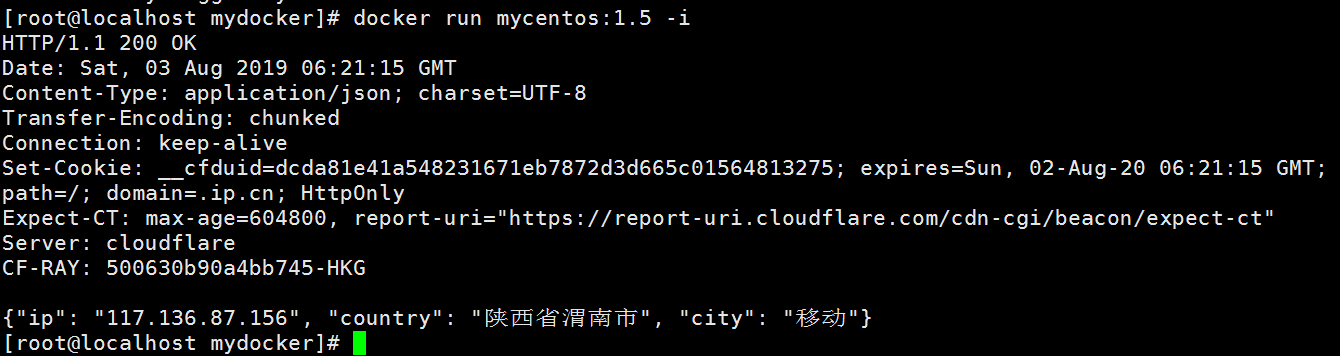 [root@localhost mydocker]# docker run mycentos:1.5 -i
HTTP/1.1 200 OK
Date: Sat, 03 Aug 2019 06:21:15 GMT
Content-Type: application/json; charset=UTF-8
Transfer-Encoding: chunked
Connection: keep-alive
Set-Cookie: __cfduid=dcda81e41a548231671eb7872d3d665c01564813275; expires=Sun, 02-Aug-20 06:21:15 GMT;
path=/; domain=.ip.cn; HttpOnly
Expect-CT: max-age=604800, report-uri="https://report-uri.cloudflare.com/cdn-cgi/beacon/expect-ct"
Server: cloudflare
CF-RAY: 500630b90a4bb745-HKG
{"ip": "117.136.87.156", "country": "陕西省渭南市", "city": "移动"}
[root@localhost mydocker]#